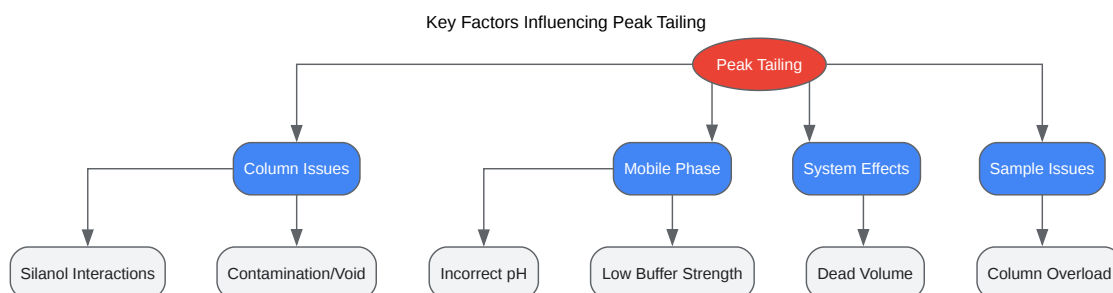 Key Factors Influencing Peak Tailing
Peak Tailing
Column Issues
Mobile Phase
System Effects
Sample Issues
Silanol Interactions
Contamination/Void
Incorrect pH
Low Buffer Strength
Dead Volume
Column Overload